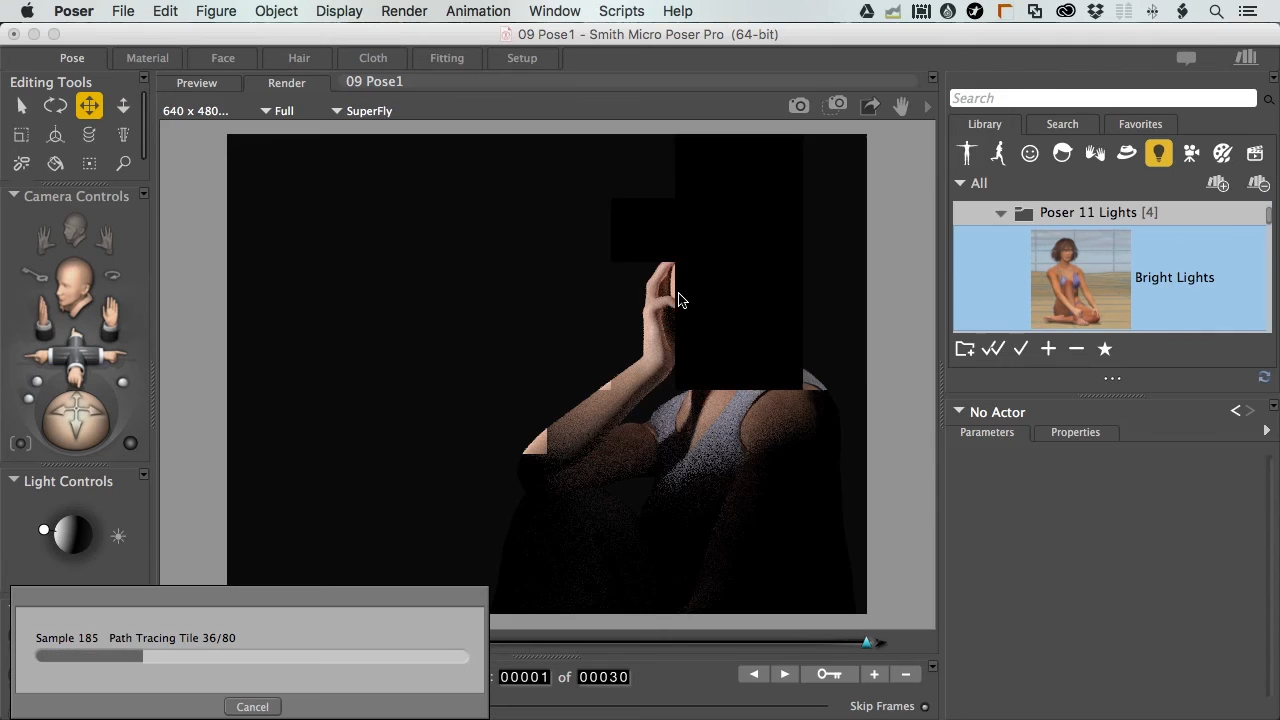 Poser File Edit Figure Object Display Render Animation Window Scripts Help
09 Pose1 - Smith Micro Poser Pro (64-bit)
Pose Material Face Hair Cloth Fitting Setup
Editing Tools
Preview Render 09 Pose1
640 x 480... Full SuperFly
Camera Controls
Light Controls
Search
Library Search Favorites
All
Poser 11 Lights [4]
Bright Lights
...
No Actor
Parameters Properties
Sample 185 Path Tracing Tile 36/80
Cancel
: 00001 of 00030
Skip Frames